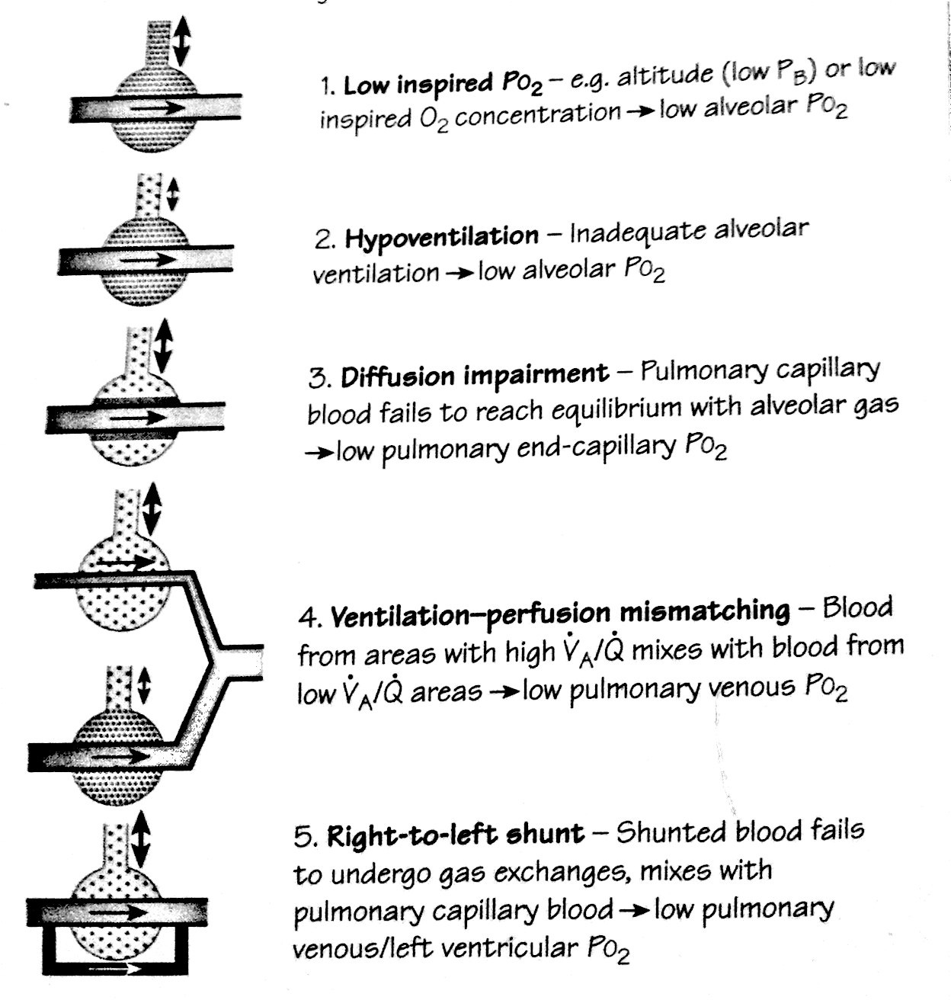 1. Low inspired PO₂ – e.g. altitude (low P_B) or low
inspired O₂ concentration → low alveolar PO₂
2. Hypoventilation – Inadequate alveolar
ventilation → low alveolar PO₂
3. Diffusion impairment – Pulmonary capillary
blood fails to reach equilibrium with alveolar gas
→ low pulmonary end-capillary PO₂
4. Ventilation–perfusion mismatching – Blood
from areas with high V̇_A/Q̇ mixes with blood from
low V̇_A/Q̇ areas → low pulmonary venous PO₂
5. Right-to-left shunt – Shunted blood fails
to undergo gas exchanges, mixes with
pulmonary capillary blood → low pulmonary
venous/left ventricular PO₂